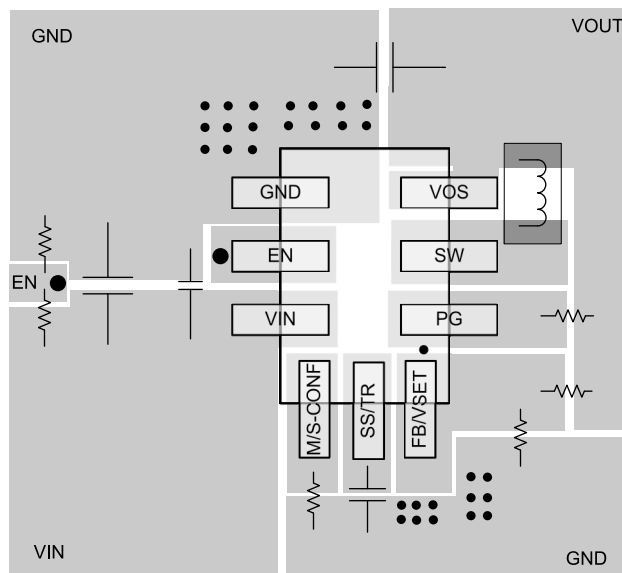 GND
VOUT
GND
VOS
EN
SW
EN
VIN
PG
M/S-CONF
SS/TR
FB/VSET
VIN
GND